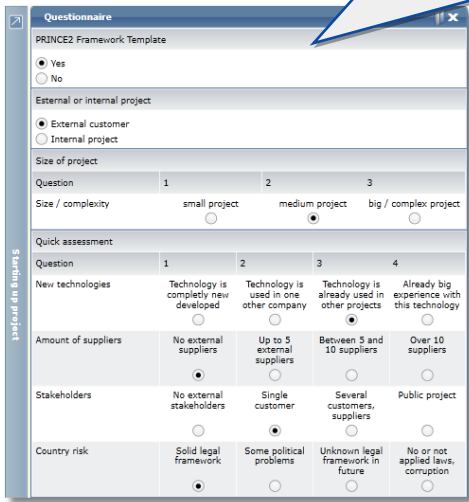 Questionnaire
PRINCE2 Framework Template
Yes
No
Esternal or internal project
External customer
Internal project
Size of project
Question 1 2 3
Size / complexity small project medium project big / complex project
Quick assessment
Question 1 2 3 4
New technologies Technology is Technology is Technology is Already big
completly new used in one already used in experience with
developed other company other projects this technology
Amount of suppliers No external Up to 5 Between 5 and Over 10
suppliers external 10 suppliers suppliers
suppliers
Stakeholders No external Single Several Public project
stakeholders customer customers,
suppliers
Country risk Solid legal Some political Unknown legal No or not
framework problems framework in applied laws,
future corruption
Starting up project